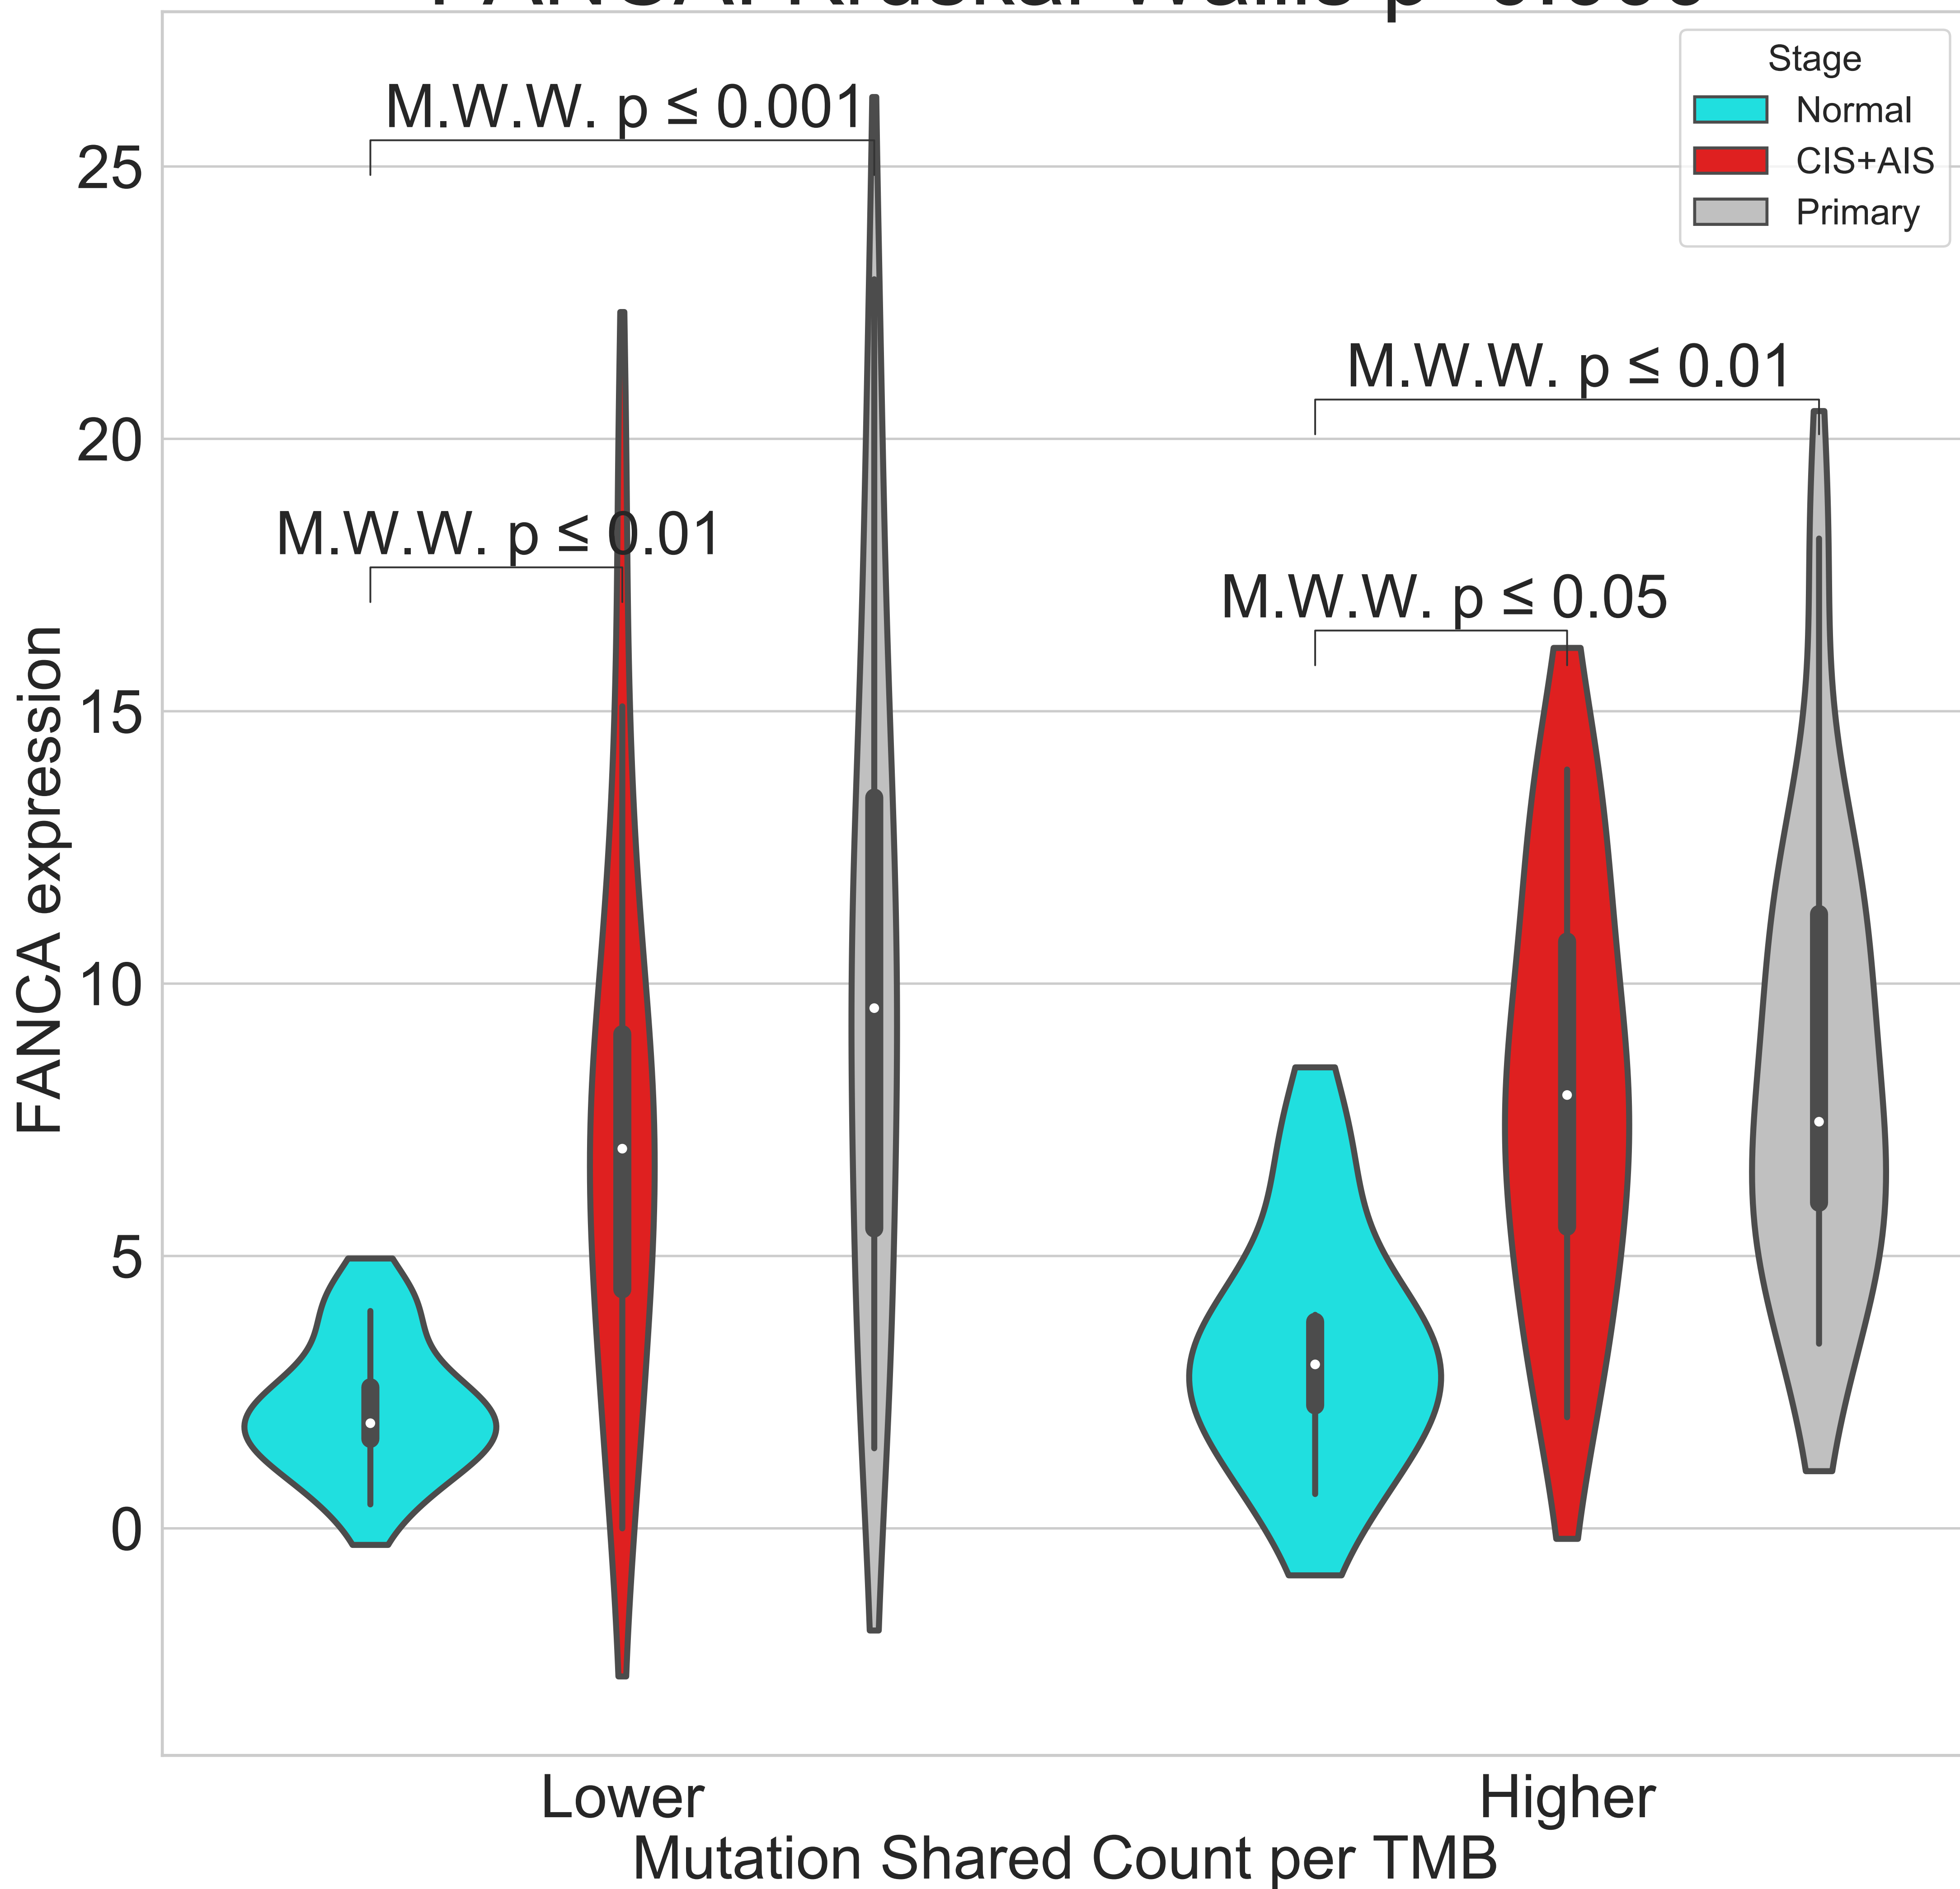 Stage
Normal
CIS+AIS
Primary
M.W.W. p ≤ 0.001
M.W.W. p ≤ 0.01
M.W.W. p ≤ 0.01
M.W.W. p ≤ 0.05
25
20
15
10
5
0
FANCA expression
Lower
Higher
Mutation Shared Count per TMB